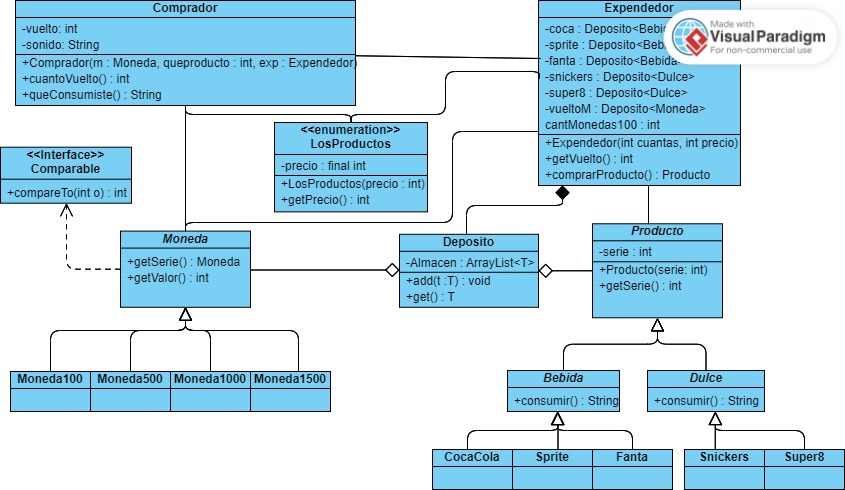 Comprador
-vuelto: int
-sonido: String
+Comprador(m : Moneda, queproducto : int, exp : Expendedor)
+cuantoVuelto() : int
+queConsumiste() : String
Expendedor
-coca : Deposito<Bebida>
-sprite : Deposito<Bebida>
-fanta : Deposito<Bebida>
-snickers : Deposito<Dulce>
-super8 : Deposito<Dulce>
-vueltoM : Deposito<Moneda>
cantMonedas100 : int
+Expendedor(int cuantas, int precio)
+getVuelto() : int
+comprarProducto() : Producto
Made with
VisualParadigm
For non-commercial use
<<enumeration>>
LosProductos
-precio : final int
+LosProductos(precio : int)
+getPrecio() : int
<<Interface>>
Comparable
+compareTo(int o) : int
Moneda
+getSerie() : Moneda
+getValor() : int
Deposito
-Almacen : ArrayList<T>
+add(t :T) : void
+get() : T
Producto
-serie : int
+Producto(serie: int)
+getSerie() : int
Moneda100
Moneda500
Moneda1000
Moneda1500
Bebida
+consumir() : String
Dulce
+consumir() : String
CocaCola
Sprite
Fanta
Snickers
Super8